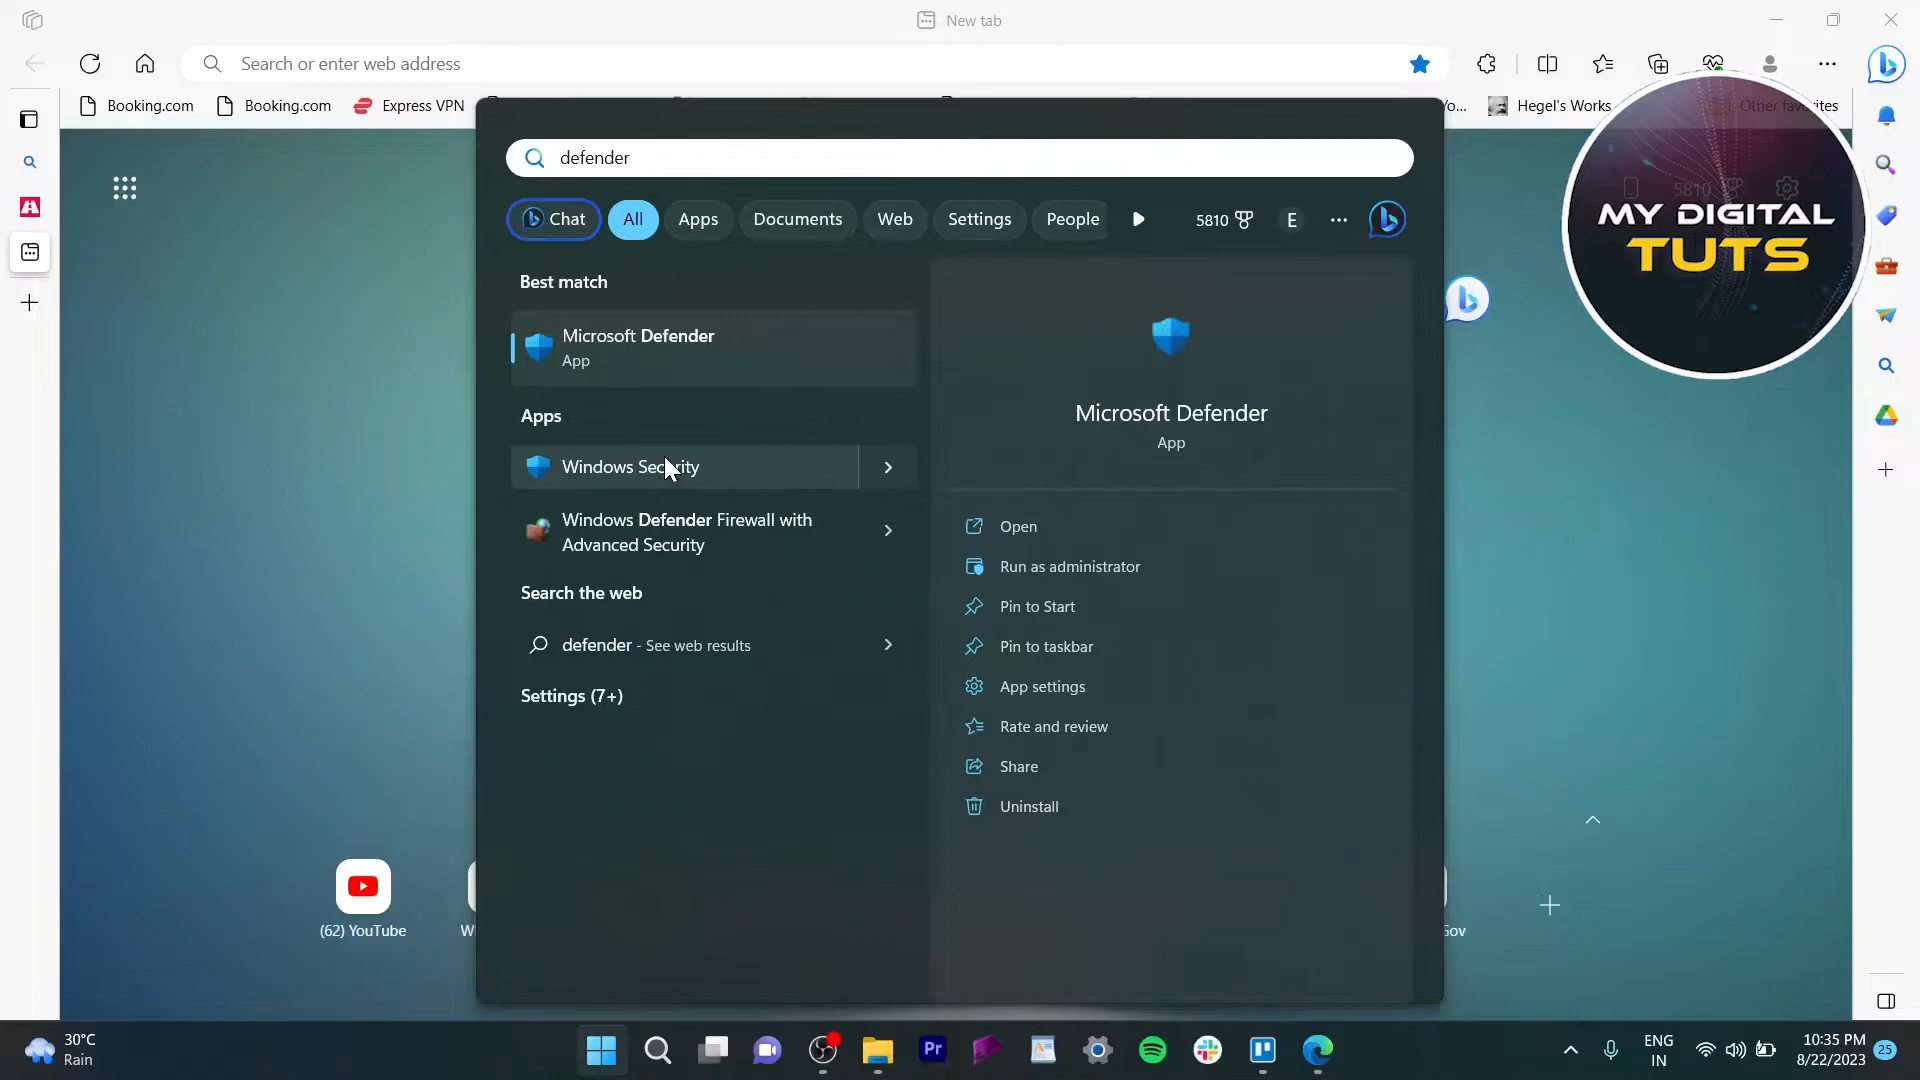 New tab
Search or enter web address
Booking.com
Booking.com
Express VPN
Hegel's Works
Other favorites
defender
Chat
All
Apps
Documents
Web
Settings
People
5810
E
5810
MY DIGITAL
TUTS
Best match
Microsoft Defender
App
Apps
Windows Security
Windows Defender Firewall with
Advanced Security
Search the web
defender - See web results
Settings (7+)
Microsoft Defender
App
Open
Run as administrator
Pin to Start
Pin to taskbar
App settings
Rate and review
Share
Uninstall
(62) YouTube
Pr
30°C
Rain
ENG
IN
10:35 PM
8/22/2023
25